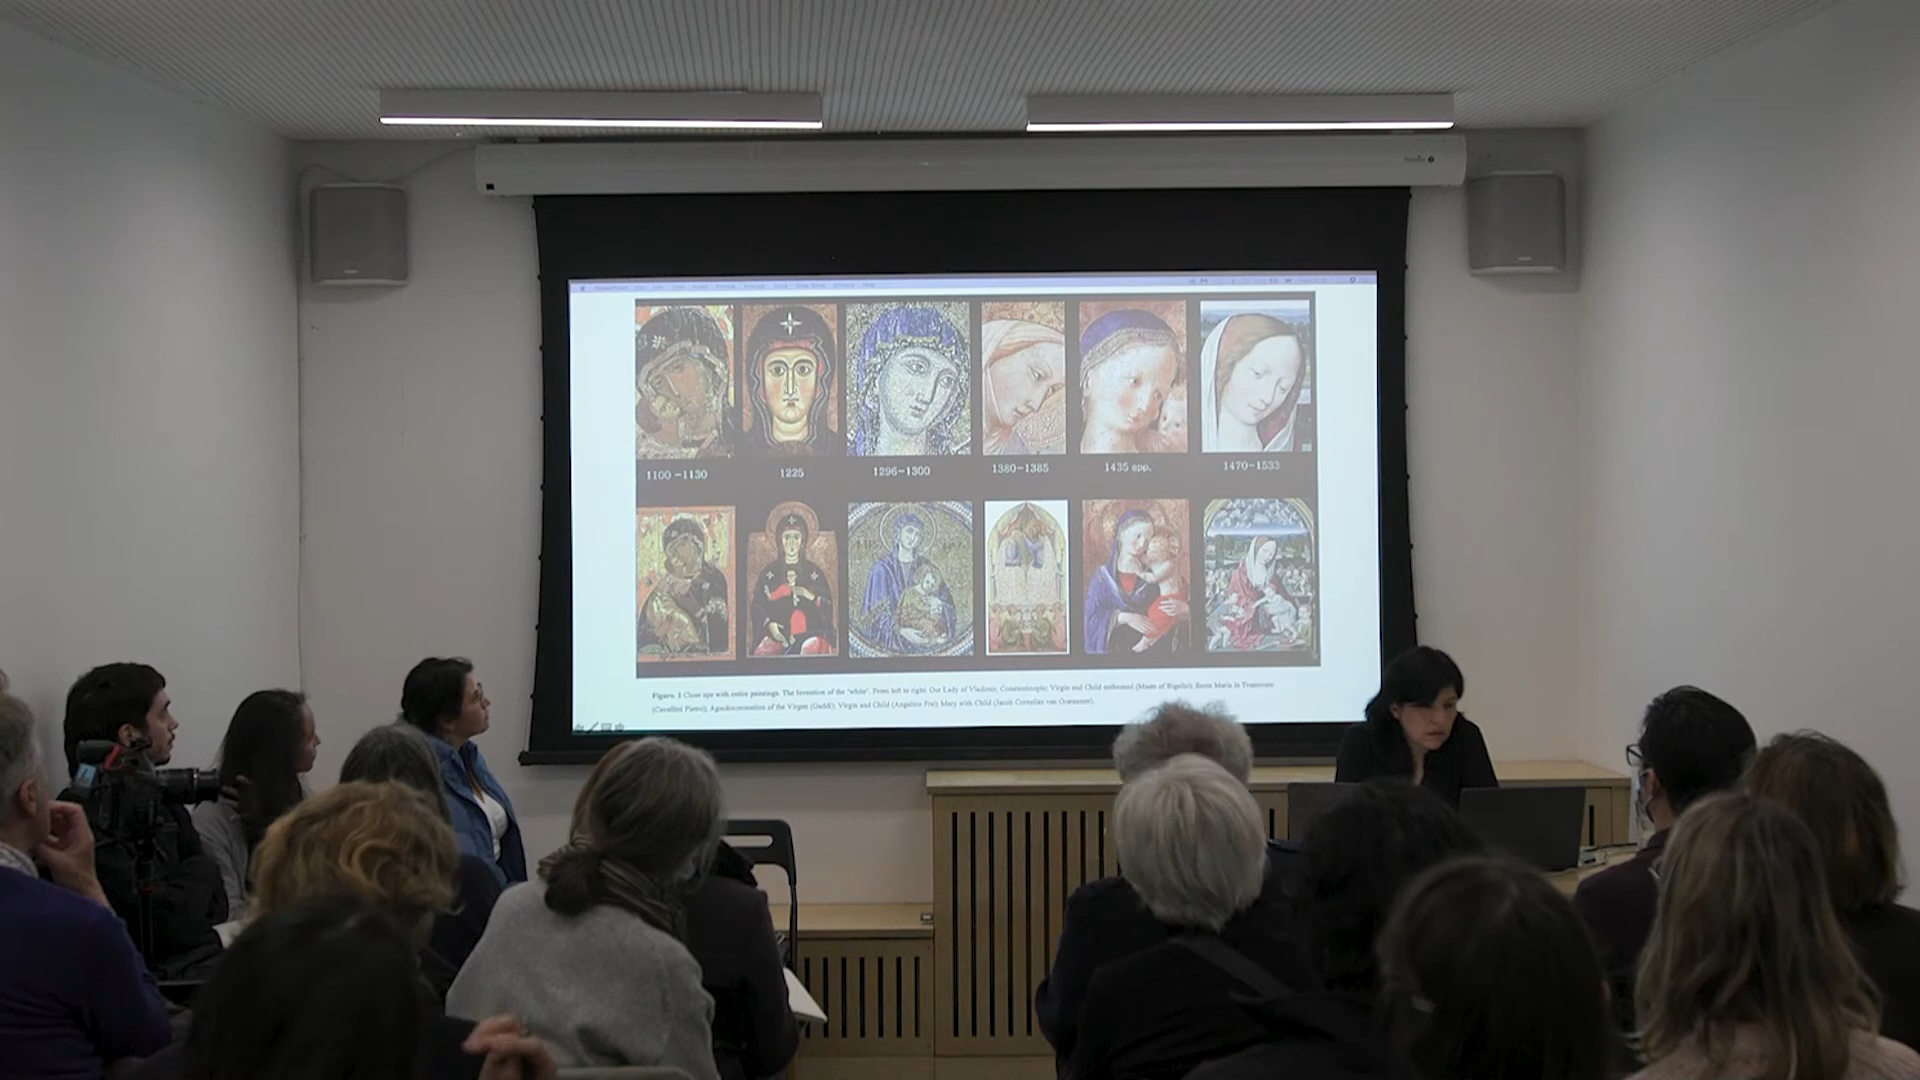 1100 –1130
1225
1296–1300
1380–1385
1435 app.
1470–1533
Figure. 1 Close ups with entire paintings. The Invention of the 'white'. From left to right: Our Lady of Vladimir, Constantinople; Virgin and Child enthroned (Master of Bigallo); Santa Maria in Trastevere
(Cavallini Pietro); Agnolocoronation of the Virgen (Gaddi); Virgin and Child (Angelico Fra); Mary with Child (Jacob Cornelisz van Oostsanen).